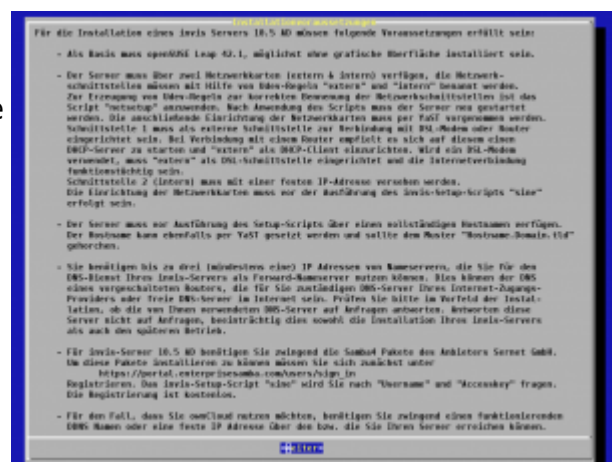 Installationsvoraussetzungen
Für die Installation eines invis Servers 10.5 AD müssen folgende Voraussetzungen erfüllt sein:
- Als Basis muss openSUSE Leap 42.1, möglichst ohne grafische Oberfläche installiert sein.
- Der Server muss über zwei Netzwerkkarten (extern & intern) verfügen, die Netzwerk-
schnittstellen müssen mit Hilfe von Udev-Regeln "extern" und "intern" benannt werden.
Zur Erzeugung von Udev-Regeln zur korrekten Benennung der Netzwerkschnittstellen ist das
Script "netsetup" anzuwenden. Nach Anwendung des Scripts muss der Server neu gestartet
werden. Die anschließende Einrichtung der Netzwerkkarten muss per YaST vorgenommen werden.
Schnittstelle 1 muss als externe Schnittstelle zur Verbindung mit DSL-Modem oder Router
eingerichtet sein. Bei Verbindung mit einem Router empfielt es sich auf diesem einen
DHCP-Server zu starten und "extern" als DHCP-Client einzurichten. Wird ein DSL-Modem
verwendet, muss "extern" als DSL-Schnittstelle eingerichtet und die Internetverbindung
funktionstüchtig sein.
Schnittstelle 2 (intern) muss mit einer festen IP-Adresse versehen werden.
Die Einrichtung der Netzwerkkarten muss vor der Ausführung des invis-Setup-Scripts "sine"
erfolgt sein.
- Der Server muss vor Ausführung des Setup-Scripts über einen vollständigen Hostnamen verfügen.
Der Hostname kann ebenfalls per YaST gesetzt werden und sollte dem Muster "Hostname.Domain.tld"
gehorchen.
- Sie benötigen bis zu drei (mindestens eine) IP Adressen von Nameservern, die Sie für den
DNS-Dienst Ihres invis-Servers als Forward-Nameserver nutzen können. Dies können der DNS
eines vorgeschalteten Routers, die für Sie zuständigen DNS-Server Ihres Internet-Zugangs-
Providers oder freie DNS-Server im Internet sein. Prüfen Sie bitte im Vorfeld der Instal-
lation, ob die von Ihnen verwendeten DNS-Server auf Anfragen antworten. Antworten diese
Server nicht auf Anfragen, beeinträchtig dies sowohl die Installation Ihres invis-Servers
als auch den späteren Betrieb.
- Für invis-Server 10.5 AD benötigen Sie zwingend die Samba4 Pakete des Anbieters Sernet GmbH.
Um diese Pakete installieren zu können müssen Sie sich zunächst unter
https://portal.enterprisesamba.com/users/sign_in
Registrieren. Das invis-Setup-Script "sine" wird Sie nach "Username" und "Accesskey" fragen.
Die Registrierung ist kostenlos.
- Für den Fall, dass Sie ownCloud nutzen möchten, benötigen Sie zwingend einen funktionierenden
DDNS Namen oder eine feste IP Adresse über den bzw. die Sie Ihren Server erreichen können.
Weiter